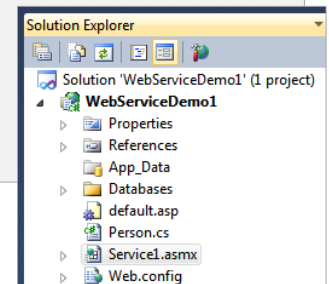 Solution Explorer
Solution 'WebServiceDemo1' (1 project)
WebServiceDemo1
Properties
References
App_Data
Databases
default.asp
Person.cs
Service1.asmx
Web.config